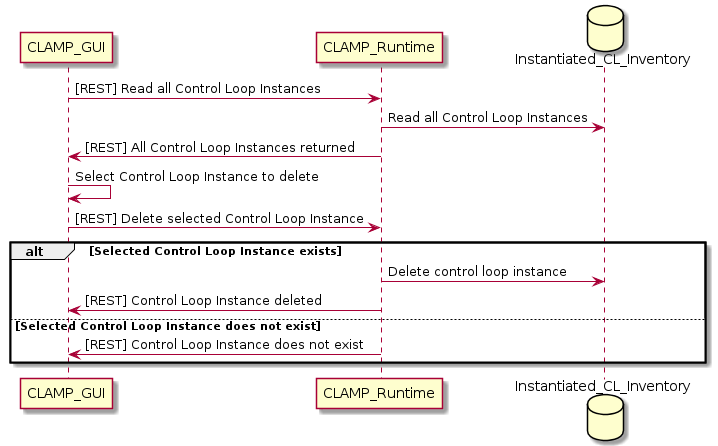 CLAMP_GUI
CLAMP_Runtime
Instantiated_CL_Inventory
[REST] Read all Control Loop Instances
Read all Control Loop Instances
[REST] All Control Loop Instances returned
Select Control Loop Instance to delete
[REST] Delete selected Control Loop Instance
alt [Selected Control Loop Instance exists]
Delete control loop instance
[REST] Control Loop Instance deleted
[Selected Control Loop Instance does not exist]
[REST] Control Loop Instance does not exist
CLAMP_GUI
CLAMP_Runtime
Instantiated_CL_Inventory